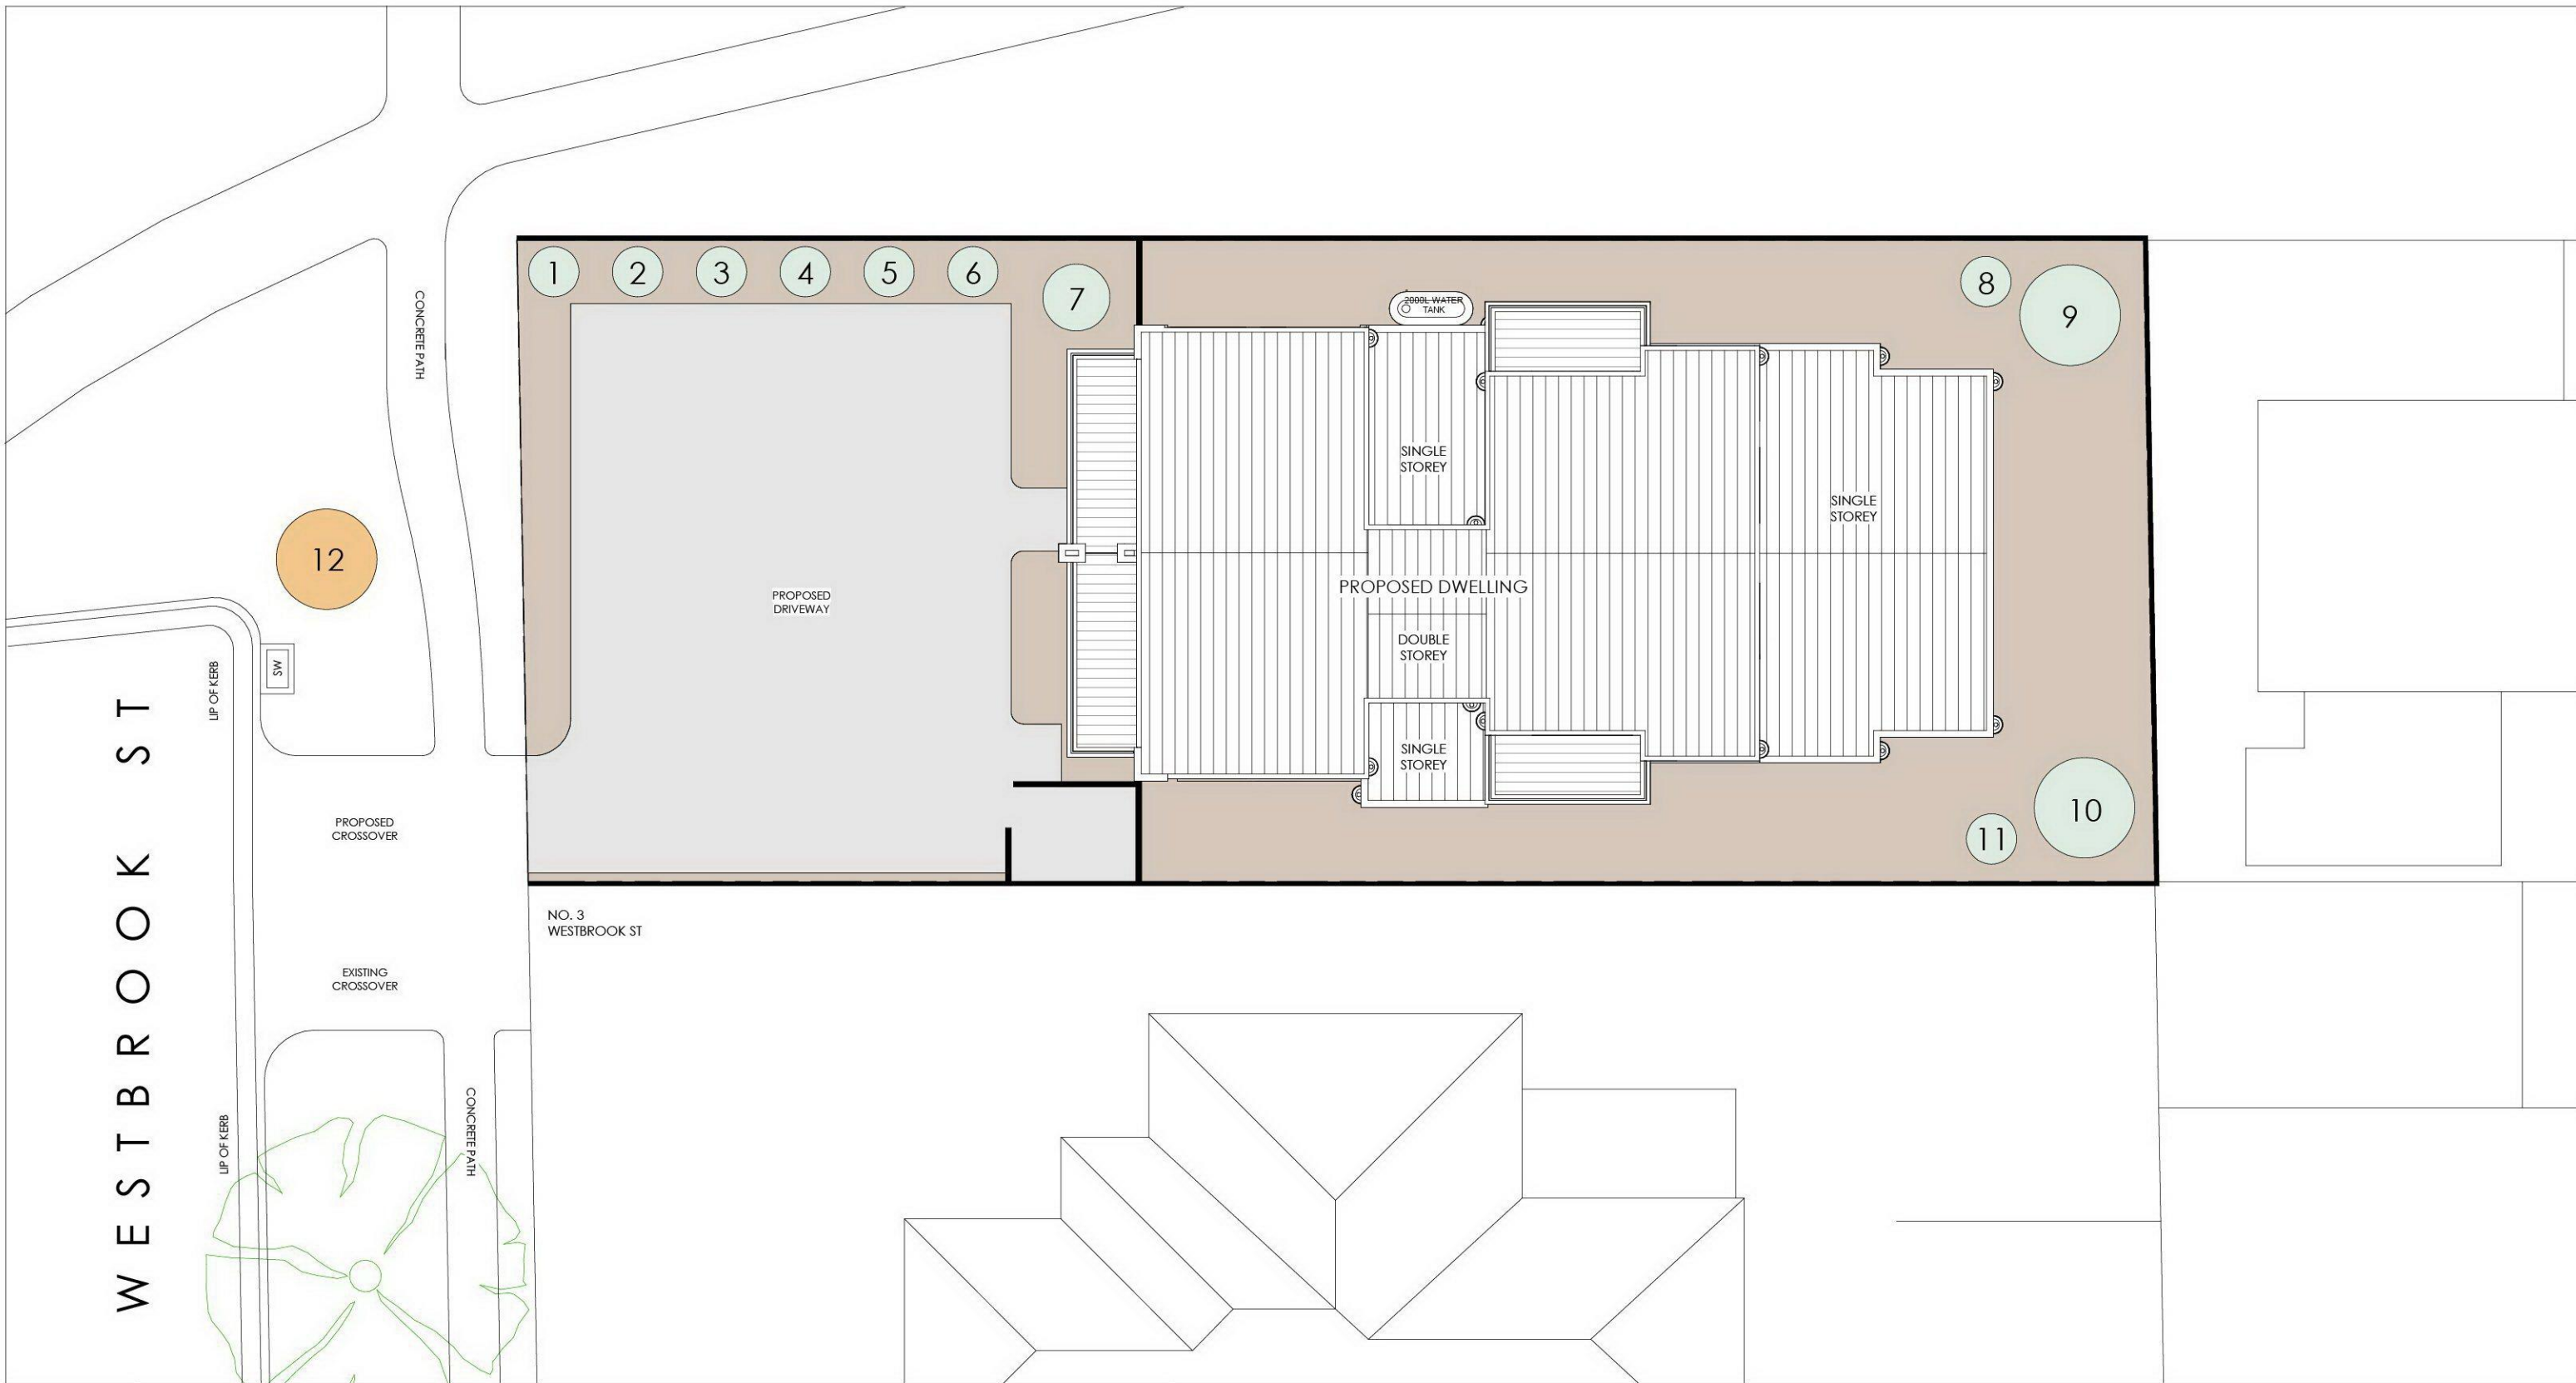 1
2
3
4
5
6
7
8
9
2000L WATER
TANK
CONCRETE PATH
SINGLE
STOREY
SINGLE
STOREY
12
PROPOSED
DRIVEWAY
PROPOSED DWELLING
DOUBLE
STOREY
SW
LIP OF KERB
SINGLE
STOREY
10
11
PROPOSED
CROSSOVER
WESTBROOK ST
NO. 3
WESTBROOK ST
EXISTING
CROSSOVER
LIP OF KERB
CONCRETE PATH